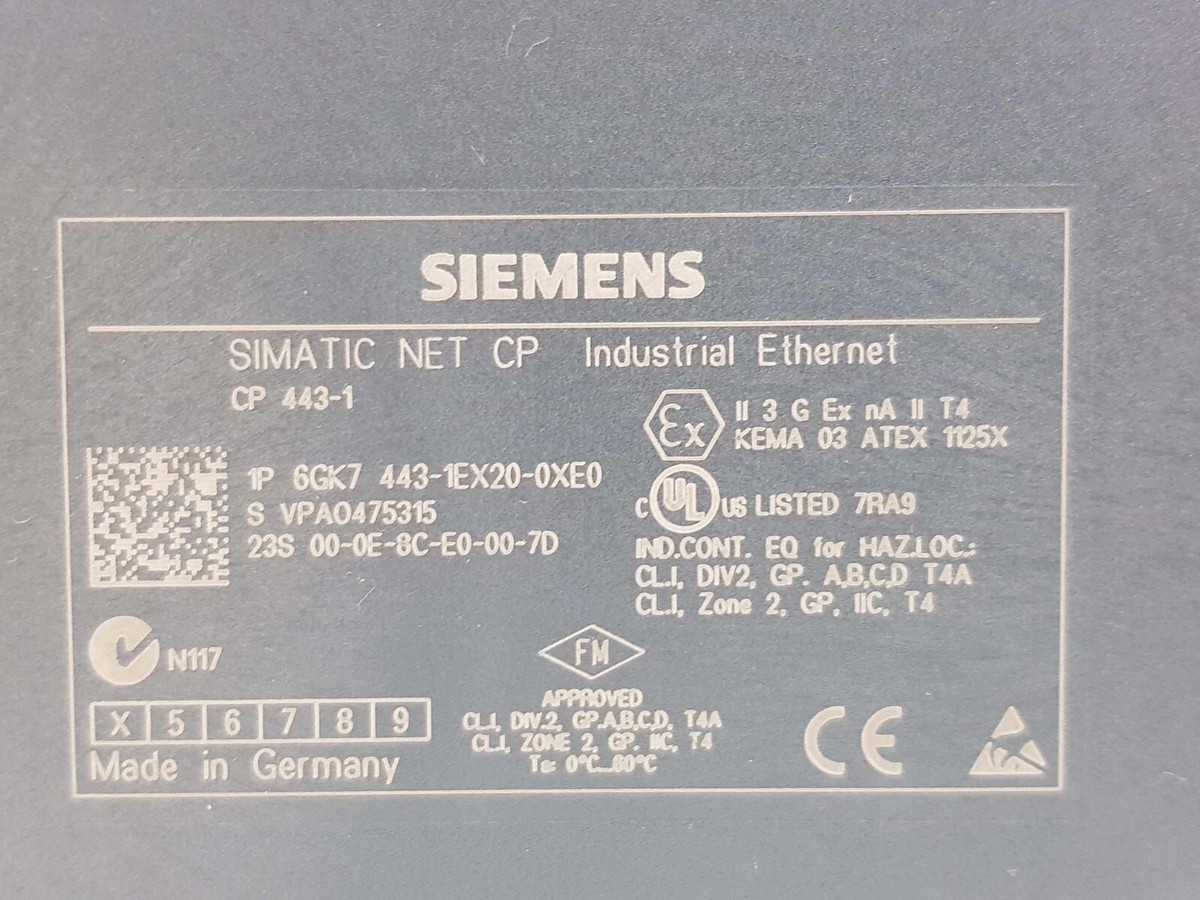 SIEMENS
SIMATIC NET CP Industrial Ethernet
CP 443-1
Ex II 3 G Ex nA II T4
KEMA 03 ATEX 1125X
1P 6GK7 443-1EX20-0XE0
S VPA0475315
23S 00-0E-8C-E0-00-7D
C UL US LISTED 7RA9
IND.CONT. EQ for HAZ.LOC.:
CL.I, DIV2, GP. A,B,C,D T4A
CL.I, Zone 2, GP. IIC, T4
N117
FM
APPROVED
CL.I, DIV.2, GP.A,B,C,D, T4A
CL.I, ZONE 2, GP. IIC, T4
Ta: 0°C...60°C
X 5 6 7 8 9
Made in Germany
CE